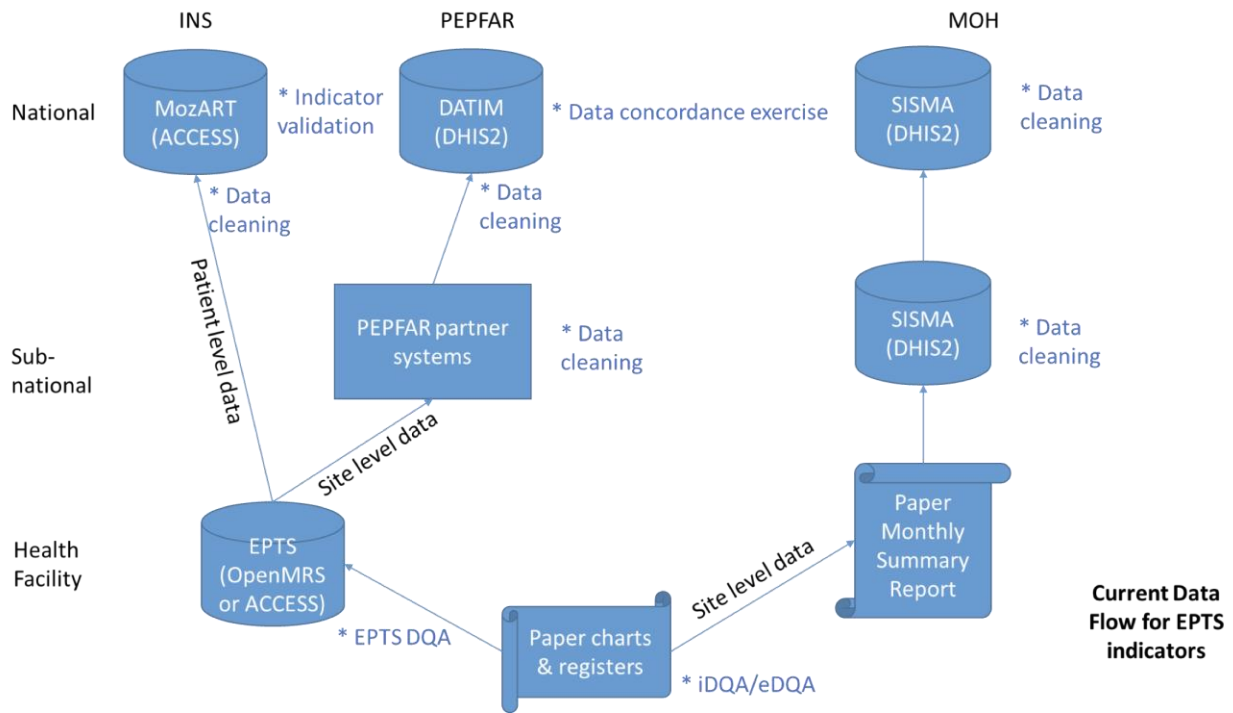 INS
PEPFAR
MOH
National
MozART
(ACCESS)
* Indicator
validation
DATIM
(DHIS2)
* Data concordance exercise
SISMA
(DHIS2)
* Data
cleaning
* Data
cleaning
* Data
cleaning
Patient level data
PEPFAR partner
systems
* Data
cleaning
SISMA
(DHIS2)
* Data
cleaning
Sub-
national
Site level data
Health
Facility
EPTS
(OpenMRS
or ACCESS)
* EPTS DQA
Paper charts
& registers
* iDQA/eDQA
Site level data
Paper
Monthly
Summary
Report
Current Data
Flow for EPTS
indicators